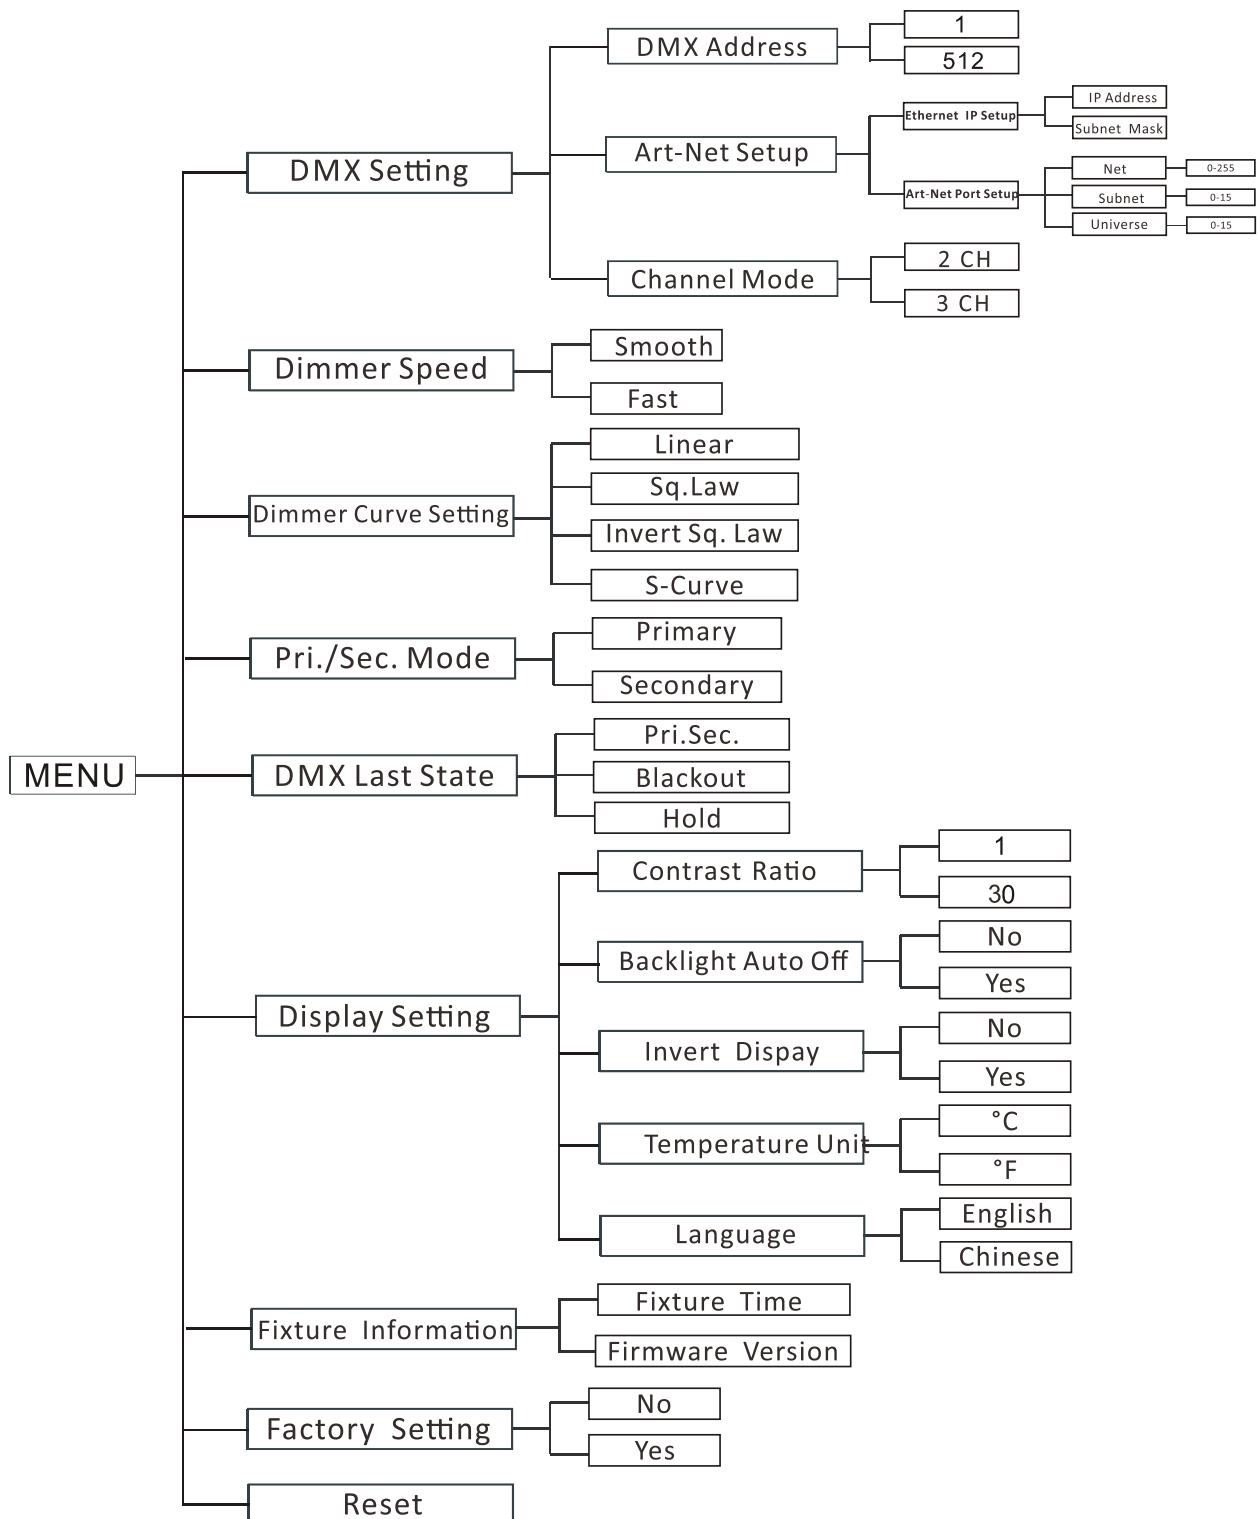 MENU
DMX Setting
DMX Address
1
512
Art-Net Setup
Ethernet IP Setup
IP Address
Subnet Mask
Art-Net Port Setup
Net
0-255
Subnet
0-15
Universe
0-15
Channel Mode
2 CH
3 CH
Dimmer Speed
Smooth
Fast
Dimmer Curve Setting
Linear
Sq.Law
Invert Sq. Law
S-Curve
Pri./Sec. Mode
Primary
Secondary
DMX Last State
Pri.Sec.
Blackout
Hold
Display Setting
Contrast Ratio
1
30
Backlight Auto Off
No
Yes
Invert Dispay
No
Yes
Temperature Unit
°C
°F
Language
English
Chinese
Fixture Information
Fixture Time
Firmware Version
Factory Setting
No
Yes
Reset